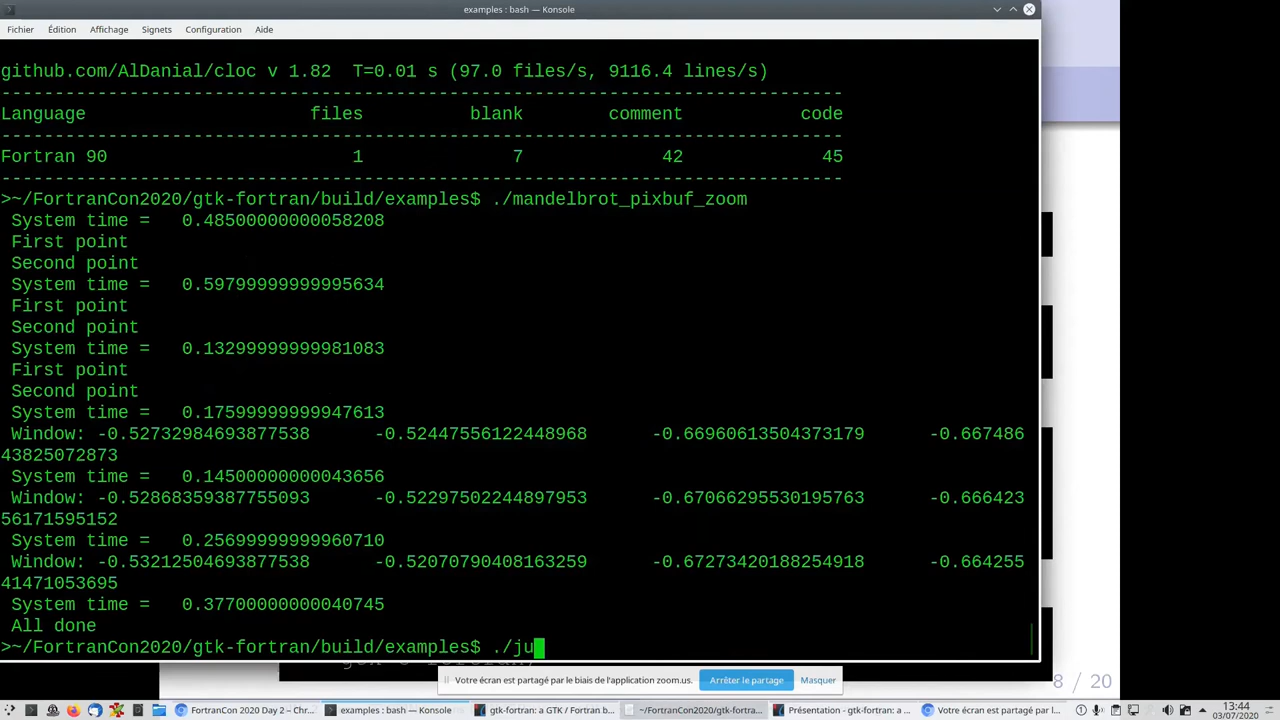 examples : bash — Konsole
Fichier Édition Affichage Signets Configuration Aide
github.com/AlDanial/cloc v 1.82  T=0.01 s (97.0 files/s, 9116.4 lines/s)
-------------------------------------------------------------------------------
Language                     files          blank        comment           code
-------------------------------------------------------------------------------
Fortran 90                       1              7             42             45
-------------------------------------------------------------------------------
>~/FortranCon2020/gtk-fortran/build/examples$ ./mandelbrot_pixbuf_zoom
System time =   0.48500000000058208
First point
Second point
System time =   0.59799999999995634
First point
Second point
System time =   0.13299999999981083
First point
Second point
System time =   0.17599999999947613
Window: -0.52732984693877538      -0.52447556122448968      -0.66960613504373179      -0.667486
43825072873
System time =   0.14500000000043656
Window: -0.52868359387755093      -0.52297502244897953      -0.67066295530195763      -0.666423
56171595152
System time =   0.25699999999960710
Window: -0.53212504693877538      -0.52070790408163259      -0.67273420188254918      -0.664255
41471053695
System time =   0.37700000000040745
All done
>~/FortranCon2020/gtk-fortran/build/examples$ ./ju
Votre écran est partagé par le biais de l'application zoom.us. Arrêter le partage Masquer
8 / 20
FortranCon 2020 Day 2 – Chr... examples : bash — Konsole gtk-fortran: a GTK / Fortran b... ~/FortranCon2020/gtk-fortra... Présentation - gtk-fortran: a ... Votre écran est partagé par le bi...
13:44
03/07/2020